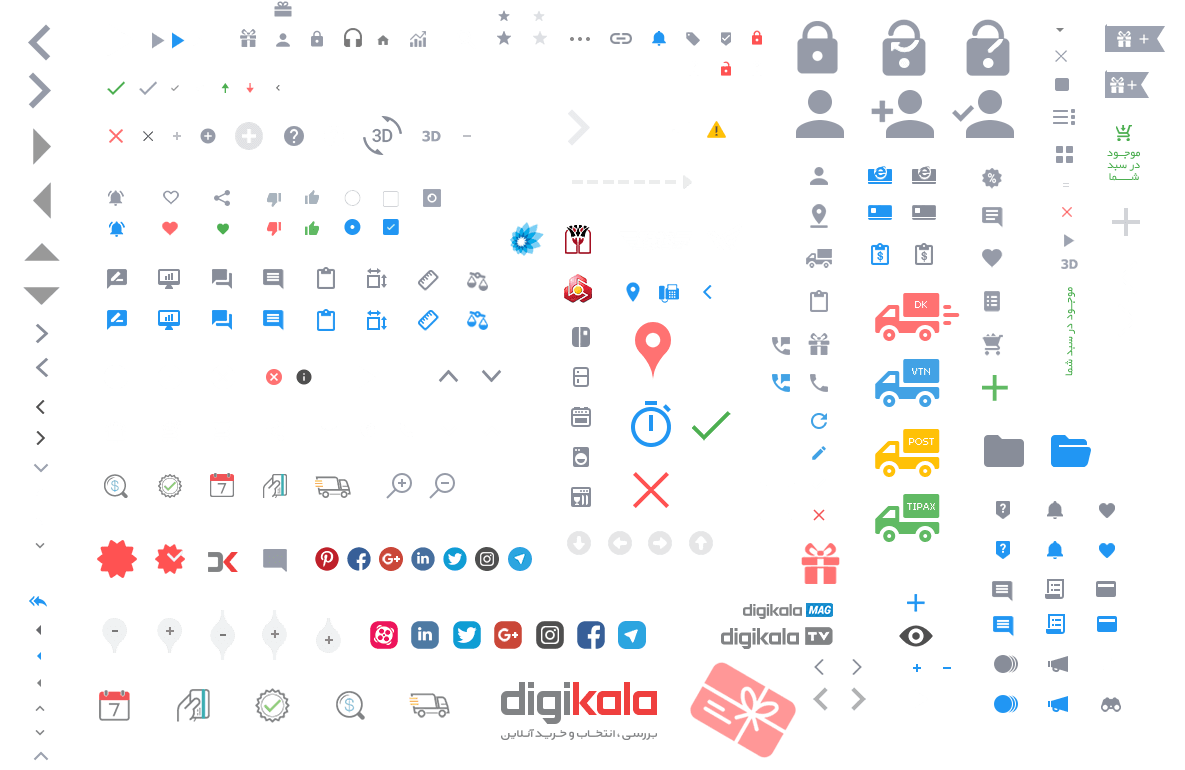 3D
3D
موجود
در سبد
شما
3D
موجود در سبد شما
DK
VTN
POST
TIPAX
7
digikala MAG
digikala TV
7
digikala
بررسی، انتخاب و خرید آنلاین